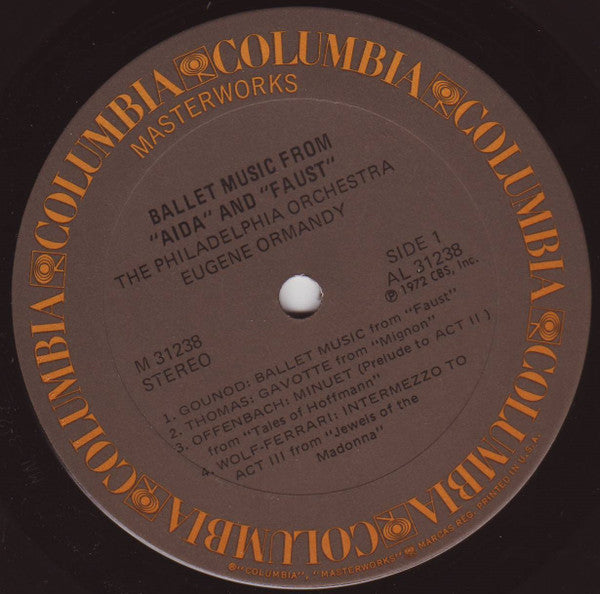 COLUMBIA COLUMBIA COLUMBIA COLUMBIA COLUMBIA COLUMBIA COLUMBIA COLUMBIA
MASTERWORKS
BALLET MUSIC FROM
"AIDA" AND "FAUST"
THE PHILADELPHIA ORCHESTRA
EUGENE ORMANDY
SIDE 1
AL 31238
℗ 1972 CBS, Inc.
M 31238
STEREO
1. GOUNOD: BALLET MUSIC from "Faust"
2. THOMAS: GAVOTTE from "Mignon"
3. OFFENBACH: MINUET (Prelude to ACT II)
from "Tales of Hoffmann"
4. WOLF-FERRARI: INTERMEZZO TO
ACT III from "Jewels of the
Madonna"
® "COLUMBIA", "MASTERWORKS" MARCAS REG. PRINTED IN U.S.A.